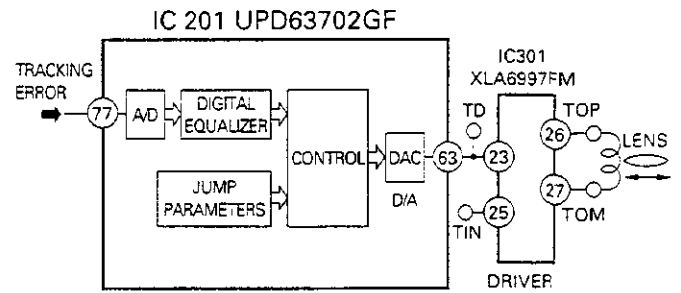 IC 201 UPD63702GF
IC301
XLA6997FM
TRACKING
ERROR
77
A/D
DIGITAL
EQUALIZER
JUMP
PARAMETERS
CONTROL
DAC
D/A
63
TD
23
25
TIN
26
TOP
27
TOM
LENS
DRIVER